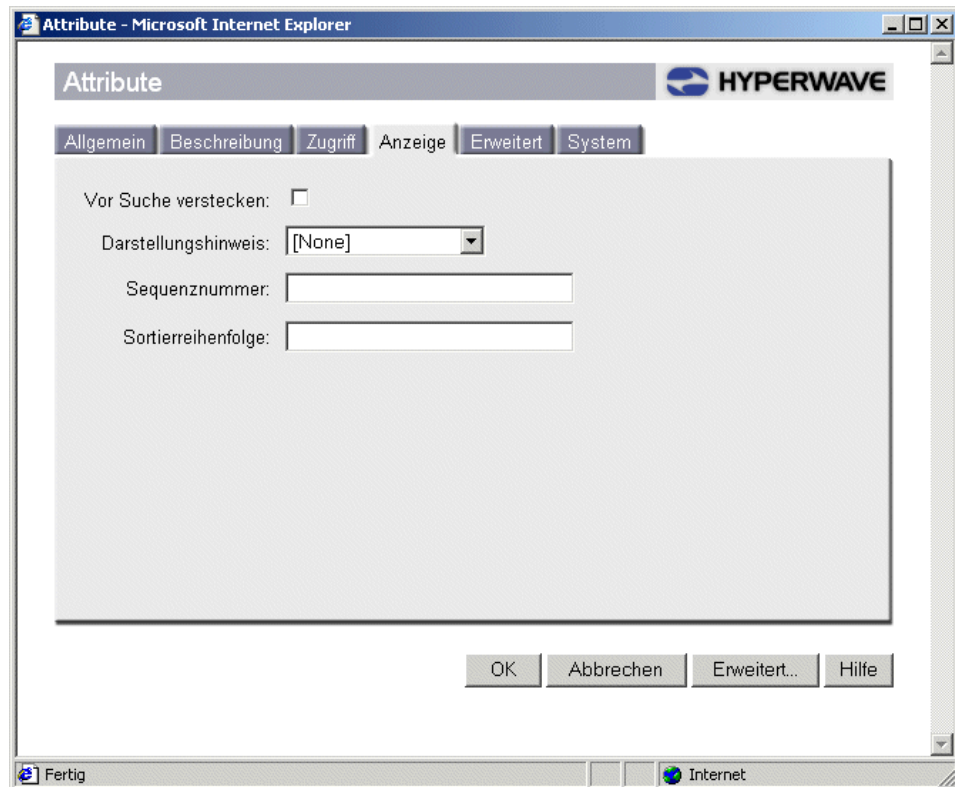 Attribute - Microsoft Internet Explorer
Attribute HYPERWAVE
Allgemein Beschreibung Zugriff Anzeige Erweitert System
Vor Suche verstecken:
Darstellungshinweis: [None]
Sequenznummer:
Sortierreihenfolge:
OK Abbrechen Erweitert... Hilfe
Fertig Internet